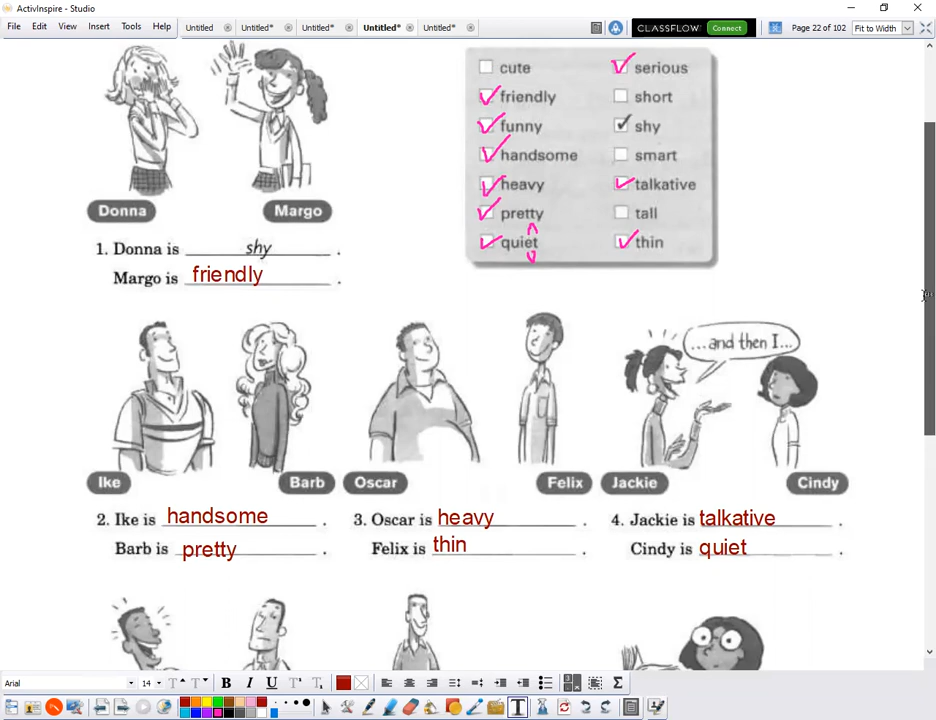 ActivInspire - Studio
File Edit View Insert Tools Help Untitled Untitled* Untitled* Untitled* Untitled* CLASSFLOW Connect Page 22 of 102 Fit to Width
cute serious
friendly short
funny shy
handsome smart
heavy talkative
pretty tall
quiet thin
Donna Margo
1. Donna is shy .
Margo is friendly .
...and then I...
Ike Barb Oscar Felix Jackie Cindy
2. Ike is handsome . 3. Oscar is heavy . 4. Jackie is talkative .
Barb is pretty . Felix is thin . Cindy is quiet .
Arial 14 B I U